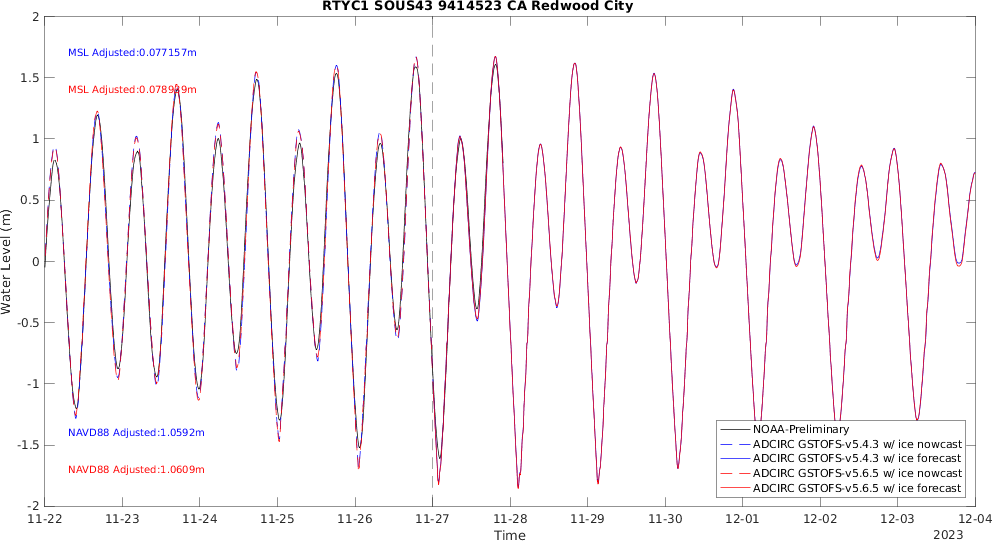 RTYC1 SOUS43 9414523 CA Redwood City
2
1.5
1
0.5
0
-0.5
-1
-1.5
-2
Water Level (m)
MSL Adjusted:0.077157m
MSL Adjusted:0.078919m
NAVD88 Adjusted:1.0592m
NAVD88 Adjusted:1.0609m
NOAA-Preliminary
ADCIRC GSTOFS-v5.4.3 w/ ice nowcast
ADCIRC GSTOFS-v5.4.3 w/ ice forecast
ADCIRC GSTOFS-v5.6.5 w/ ice nowcast
ADCIRC GSTOFS-v5.6.5 w/ ice forecast
11-22 11-23 11-24 11-25 11-26 11-27 11-28 11-29 11-30 12-01 12-02 12-03 12-04
Time
2023